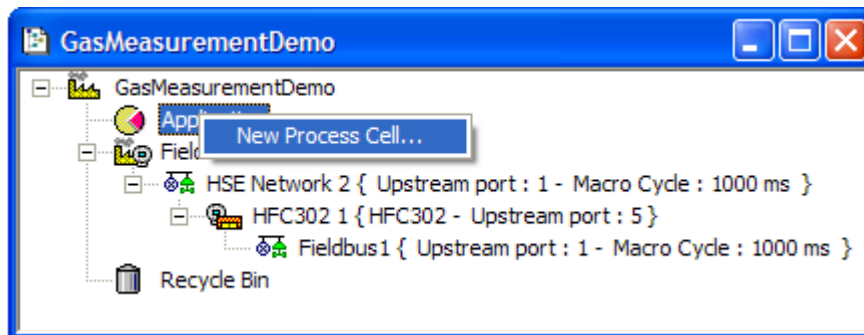 GasMeasurementDemo
GasMeasurementDemo
New Process Cell...
HSE Network 2 { Upstream port : 1 - Macro Cycle : 1000 ms }
HFC302 1 {HFC302 - Upstream port : 5}
Fieldbus1 { Upstream port : 1 - Macro Cycle : 1000 ms }
Recycle Bin